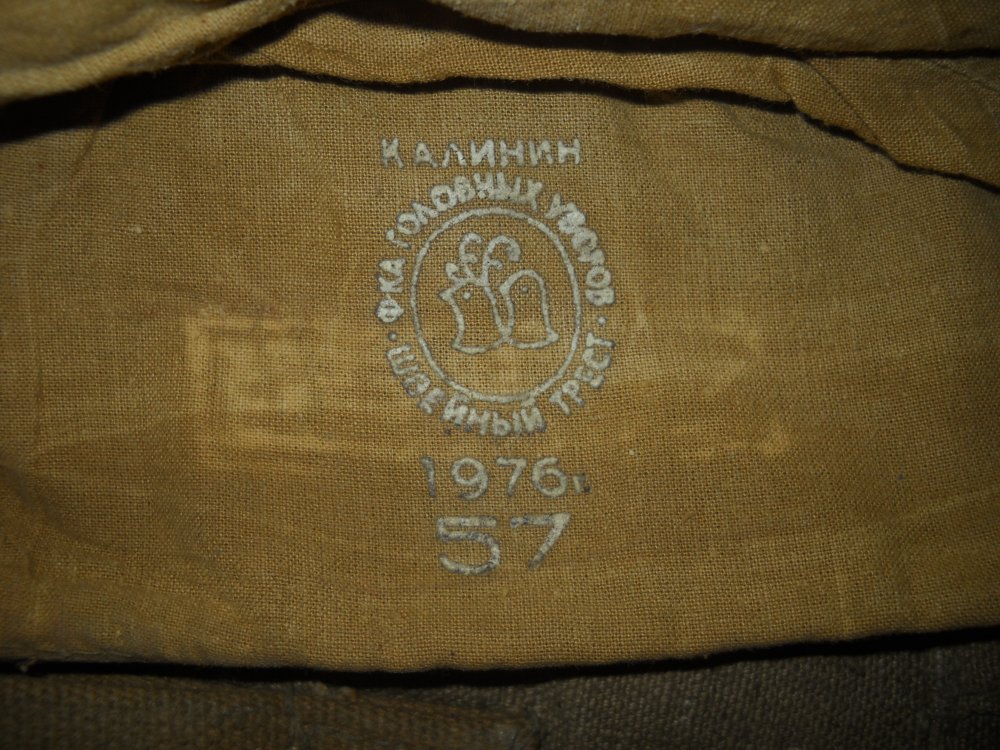 КАЛИНИН
ФКА ГОЛОВНЫХ УБОРОВ
· ШВЕЙНЫЙ ТРЕСТ ·
1976г.
57